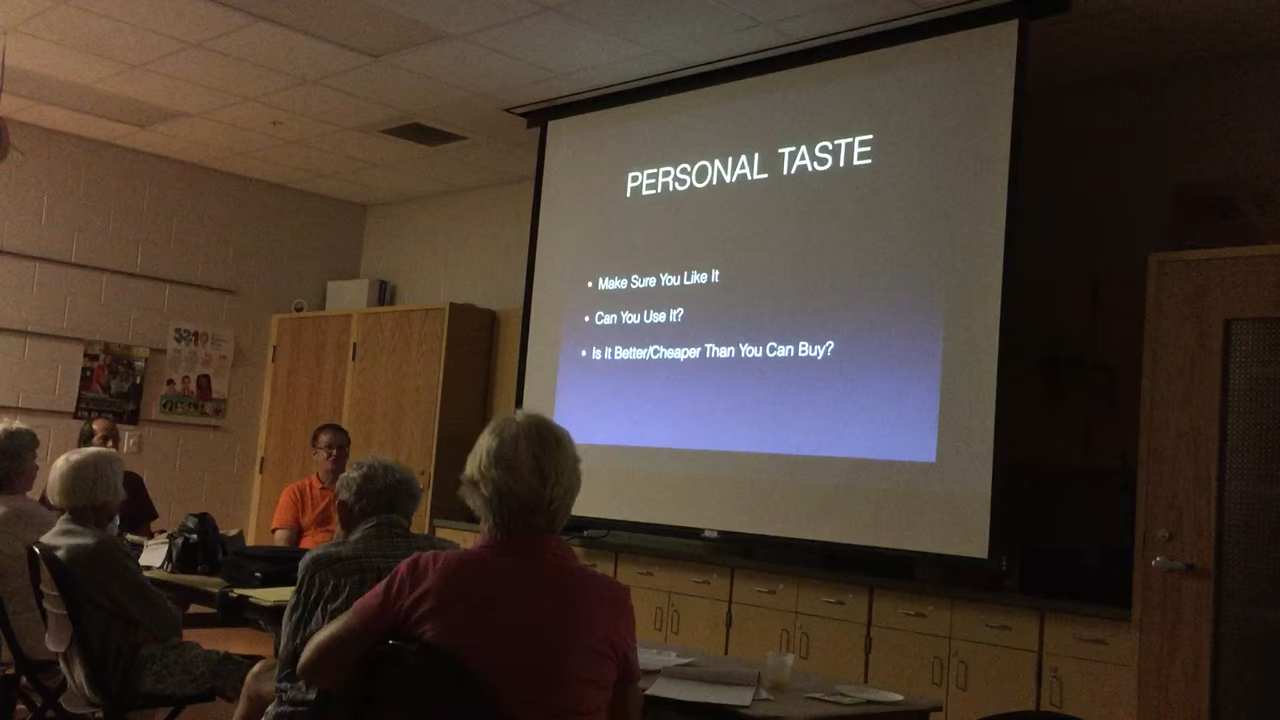 PERSONAL TASTE
• Make Sure You Like It
• Can You Use It?
• Is It Better/Cheaper Than You Can Buy?